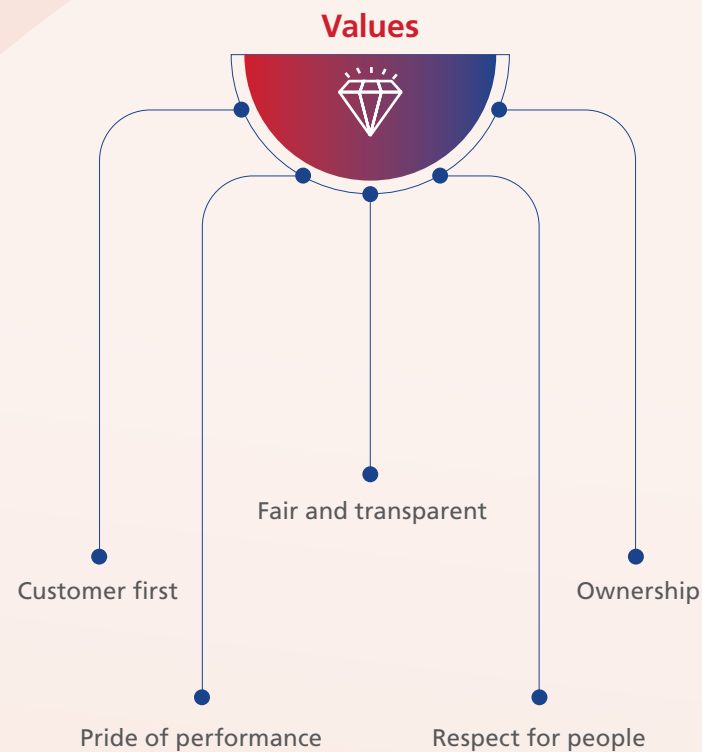 Values
Fair and transparent
Customer first
Ownership
Pride of performance
Respect for people